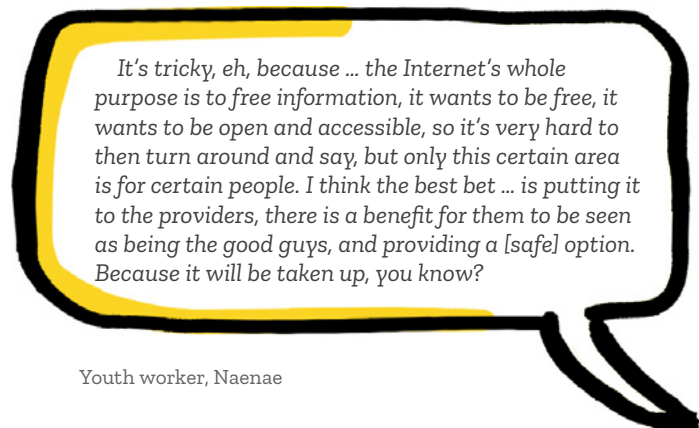 It's tricky, eh, because ... the Internet's whole
purpose is to free information, it wants to be free, it
wants to be open and accessible, so it's very hard to
then turn around and say, but only this certain area
is for certain people. I think the best bet ... is putting it
to the providers, there is a benefit for them to be seen
as being the good guys, and providing a [safe] option.
Because it will be taken up, you know?
Youth worker, Naenae